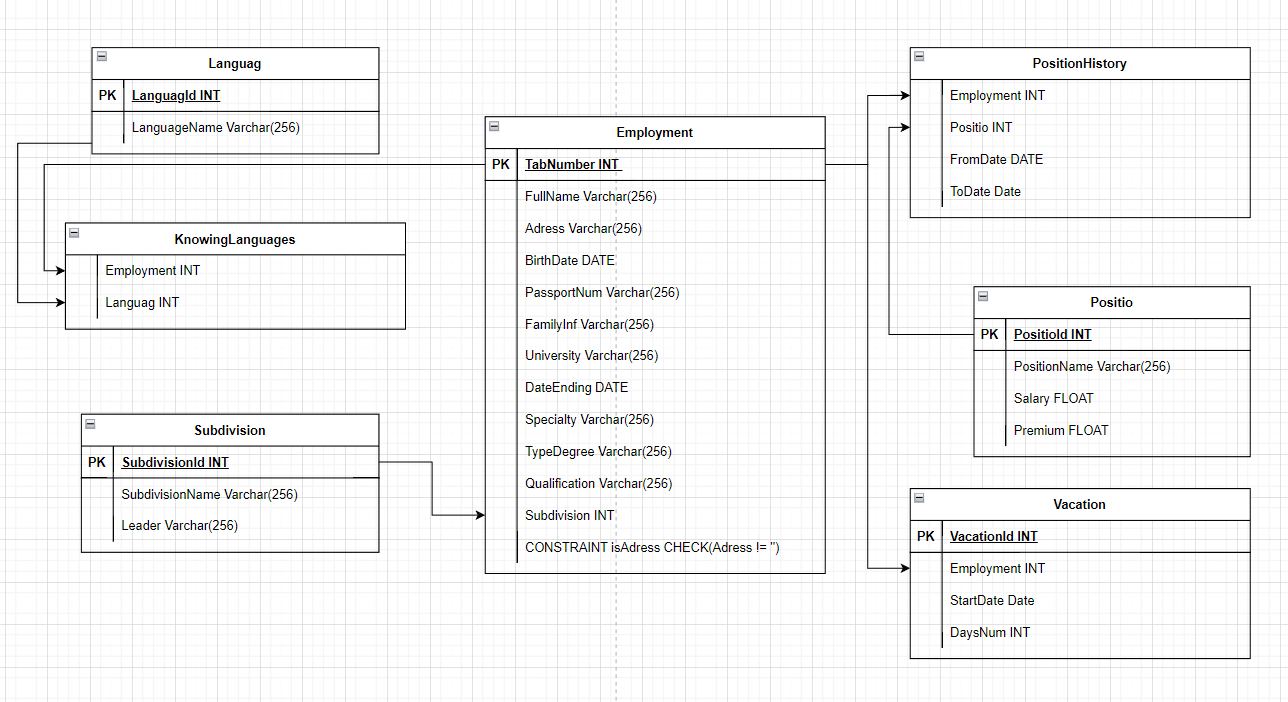 Languag
PK LanguagId INT
LanguageName Varchar(256)
KnowingLanguages
Employment INT
Languag INT
Subdivision
PK SubdivisionId INT
SubdivisionName Varchar(256)
Leader Varchar(256)
Employment
PK TabNumber INT
FullName Varchar(256)
Adress Varchar(256)
BirthDate DATE
PassportNum Varchar(256)
FamilyInf Varchar(256)
University Varchar(256)
DateEnding DATE
Specialty Varchar(256)
TypeDegree Varchar(256)
Qualification Varchar(256)
Subdivision INT
CONSTRAINT isAdress CHECK(Adress != '')
PositionHistory
Employment INT
Positio INT
FromDate DATE
ToDate Date
Positio
PK PositioId INT
PositionName Varchar(256)
Salary FLOAT
Premium FLOAT
Vacation
PK VacationId INT
Employment INT
StartDate Date
DaysNum INT